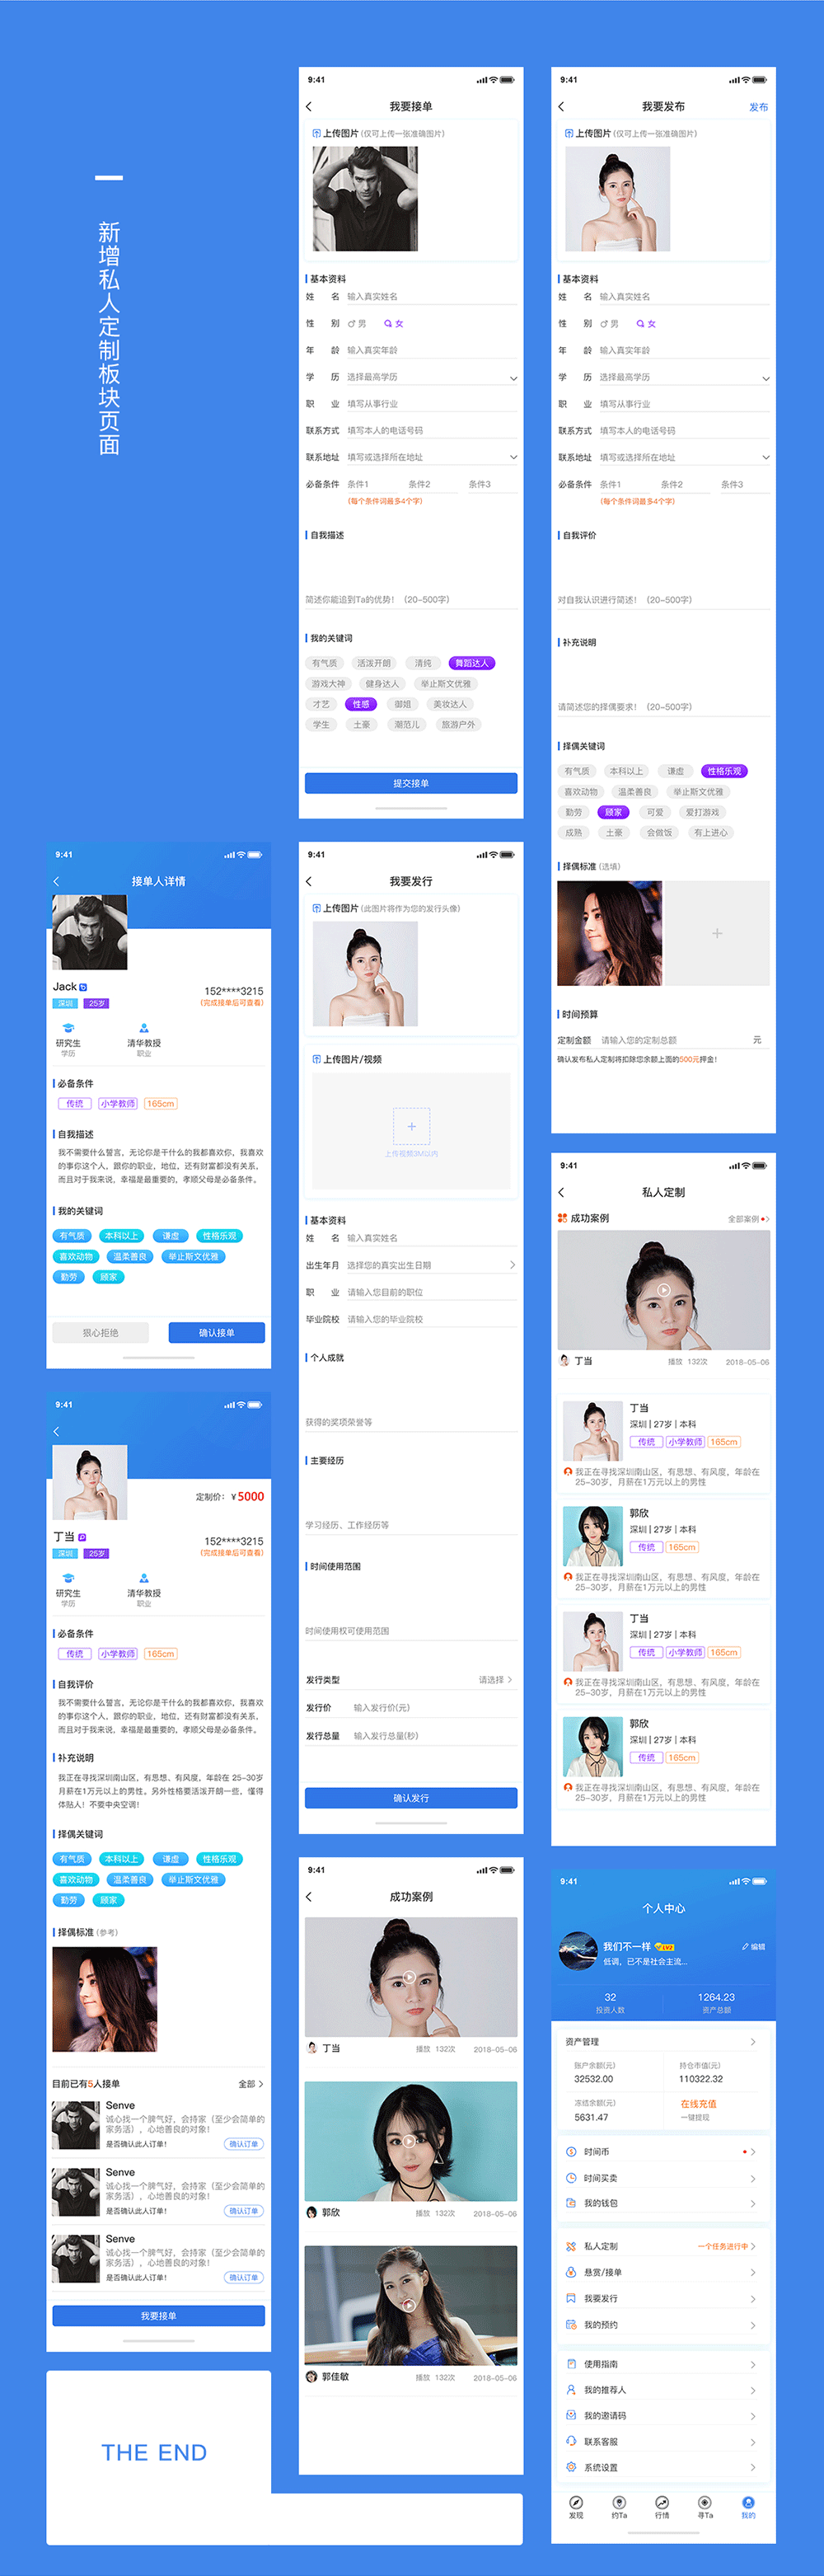 新增私人定制板块页面
9:41
我要接单
上传图片(仅可上传一张准确图片)
基本资料
姓 名 输入真实姓名
性 别 男 女
年 龄 输入真实年龄
学 历 选择最高学历
职 业 填写从事行业
联系方式 填写本人的电话号码
联系地址 填写或选择所在地址
必备条件 条件1 条件2 条件3
(每个条件词最多4个字)
自我描述
简述你能追到Ta的优势! (20-500字)
我的关键词
有气质 活泼开朗 清纯 舞蹈达人
游戏大神 健身达人 举止斯文优雅
才艺 性感 御姐 美妆达人
学生 土豪 潮范儿 旅游户外
提交接单
9:41
我要发布 发布
上传图片(仅可上传一张准确图片)
基本资料
姓 名 输入真实姓名
性 别 男 女
年 龄 输入真实年龄
学 历 选择最高学历
职 业 填写从事行业
联系方式 填写本人的电话号码
联系地址 填写或选择所在地址
必备条件 条件1 条件2 条件3
(每个条件词最多4个字)
自我评价
对自我认识进行简述! (20-500字)
补充说明
请简述您的择偶要求! (20-500字)
择偶关键词
有气质 本科以上 谦虚 性格乐观
喜欢动物 温柔善良 举止斯文优雅
勤劳 顾家 可爱 爱打游戏
成熟 土豪 会做饭 有上进心
择偶标准 (选填)
时间预算
定制金额 请输入您的定制总额 元
确认发布私人定制将扣除您余额上面的500元押金!
9:41
接单人详情
Jack
深圳 25岁
152****3215
(完成接单后可查看)
研究生 清华教授
学历 职业
必备条件
传统 小学教师 165cm
自我描述
我不需要什么誓言,无论你是干什么的我都喜欢你,我喜欢
的事你这个人,跟你的职业,地位,还有财富都没有关系,
而且对于我来说,幸福是最重要的,孝顺父母是必备条件。
我的关键词
有气质 本科以上 谦虚 性格乐观
喜欢动物 温柔善良 举止斯文优雅
勤劳 顾家
狠心拒绝 确认接单
9:41
我要发行
上传图片(此图片将作为您的发行头像)
上传图片/视频
上传视频3M以内
基本资料
姓 名 输入真实姓名
出生年月 选择您的真实出生日期
职 业 请输入您目前的职位
毕业院校 请输入您的毕业院校
个人成就
获得的奖项荣誉等
主要经历
学习经历、工作经历等
时间使用范围
时间使用权可使用范围
发行类型 请选择
发行价 输入发行价(元)
发行总量 输入发行总量(秒)
确认发行
9:41
私人定制
成功案例 全部案例
丁当 播放 132次 2018-05-06
丁当
深圳 | 27岁 | 本科
传统 小学教师 165cm
我正在寻找深圳南山区,有思想、有风度,年龄在
25-30岁,月薪在1万元以上的男性
郭欣
深圳 | 27岁 | 本科
传统 165cm
我正在寻找深圳南山区,有思想、有风度,年龄在
25-30岁,月薪在1万元以上的男性
丁当
深圳 | 27岁 | 本科
传统 小学教师 165cm
我正在寻找深圳南山区,有思想、有风度,年龄在
25-30岁,月薪在1万元以上的男性
郭欣
深圳 | 27岁 | 本科
传统 165cm
我正在寻找深圳南山区,有思想、有风度,年龄在
25-30岁,月薪在1万元以上的男性
9:41
定制价: ¥5000
丁当
深圳 25岁
152****3215
(完成接单后可查看)
研究生 清华教授
学历 职业
必备条件
传统 小学教师 165cm
自我评价
我不需要什么誓言,无论你是干什么的我都喜欢你,我喜欢
的事你这个人,跟你的职业,地位,还有财富都没有关系,
而且对于我来说,幸福是最重要的,孝顺父母是必备条件。
补充说明
我正在寻找深圳南山区,有思想、有风度,年龄在 25-30岁
月薪在1万元以上的男性。另外性格要活泼开朗一些,懂得
体贴人!不要中央空调!
择偶关键词
有气质 本科以上 谦虚 性格乐观
喜欢动物 温柔善良 举止斯文优雅
勤劳 顾家
择偶标准 (参考)
目前已有5人接单 全部
Senve
诚心找一个脾气好,会持家(至少会简单的
家务活),心地善良的对象!
是否确认此人订单! 确认订单
Senve
诚心找一个脾气好,会持家(至少会简单的
家务活),心地善良的对象!
是否确认此人订单! 确认订单
Senve
诚心找一个脾气好,会持家(至少会简单的
家务活),心地善良的对象!
是否确认此人订单! 确认订单
我要接单
9:41
成功案例
丁当 播放 132次 2018-05-06
郭欣 播放 132次 2018-05-06
郭佳敏 播放 132次 2018-05-06
9:41
个人中心
我们不一样 LV2 编辑
低调,已不是社会主流...
32 1264.23
投资人数 资产总额
资产管理
账户余额(元) 持仓市值(元)
32532.00 110322.32
冻结余额(元) 在线充值
5631.47 一键提现
时间币
时间买卖
我的钱包
私人定制 一个任务进行中
悬赏/接单
我要发行
我的预约
使用指南
我的推荐人
我的邀请码
联系客服
系统设置
发现 约Ta 行情 寻Ta 我的
THE END